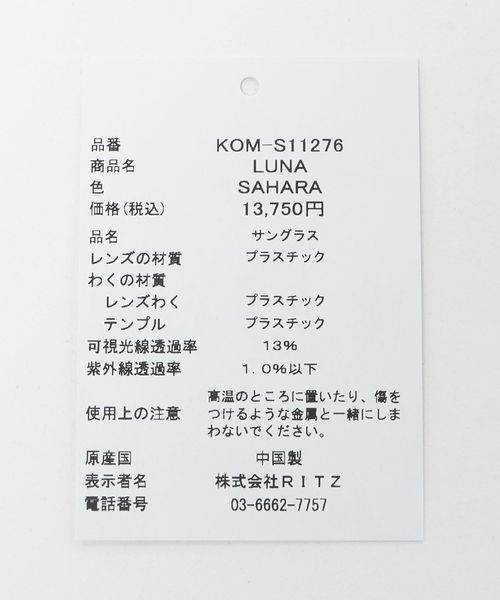 品番 KOM-S11276
商品名 LUNA
色 SAHARA
価格(税込) 13,750円
品名 サングラス
レンズの材質 プラスチック
わくの材質
レンズわく プラスチック
テンプル プラスチック
可視光線透過率 13%
紫外線透過率 1.0%以下
使用上の注意 高温のところに置いたり、傷を
つけるような金属と一緒にしま
わないでください。
原産国 中国製
表示者名 株式会社RITZ
電話番号 03-6662-7757